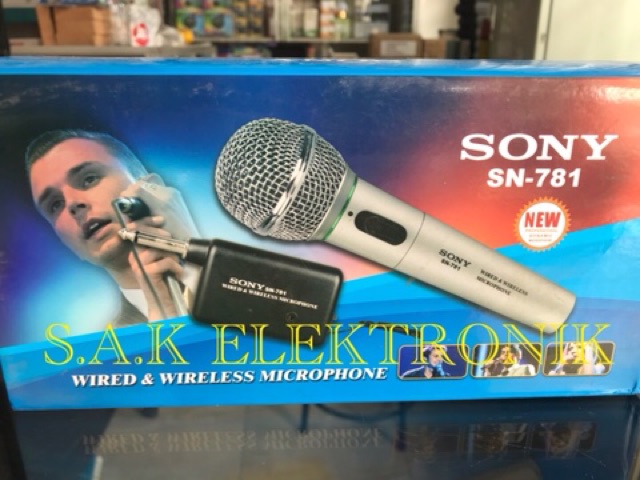 SONY
SN-781
NEW
SONY
SN-781
WIRED & WIRELESS
MICROPHONE
SONY SN-781
WIRED & WIRELESS MICROPHONE
S.A.K ELEKTRONIK
WIRED & WIRELESS MICROPHONE